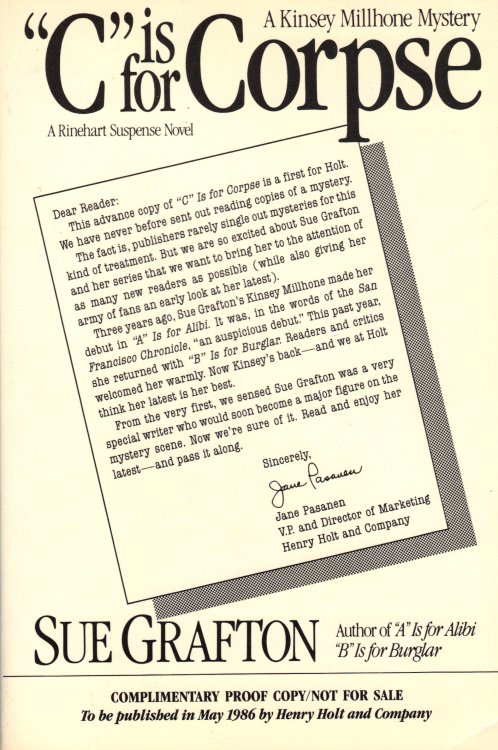 A Kinsey Millhone Mystery
“C” is for Corpse
A Rinehart Suspense Novel
Dear Reader:
This advance copy of “C” Is for Corpse is a first for Holt.
We have never before sent out reading copies of a mystery.
The fact is, publishers rarely single out mysteries for this
kind of treatment. But we are so excited about Sue Grafton
and her series that we want to bring her to the attention of
as many new readers as possible (while also giving her
army of fans an early look at her latest).
Three years ago, Sue Grafton’s Kinsey Millhone made her
debut in “A” Is for Alibi. It was, in the words of the San
Francisco Chronicle, “an auspicious debut.” This past year,
she returned with “B” Is for Burglar. Readers and critics
welcomed her warmly. Now Kinsey’s back—and we at Holt
think her latest is her best.
From the very first, we sensed Sue Grafton was a very
special writer who would soon become a major figure on the
mystery scene. Now we’re sure of it. Read and enjoy her
latest—and pass it along.
Sincerely,
Jane Pasanen
Jane Pasanen
V.P. and Director of Marketing
Henry Holt and Company
SUE GRAFTON
Author of “A” Is for Alibi
“B” Is for Burglar
COMPLIMENTARY PROOF COPY/NOT FOR SALE
To be published in May 1986 by Henry Holt and Company